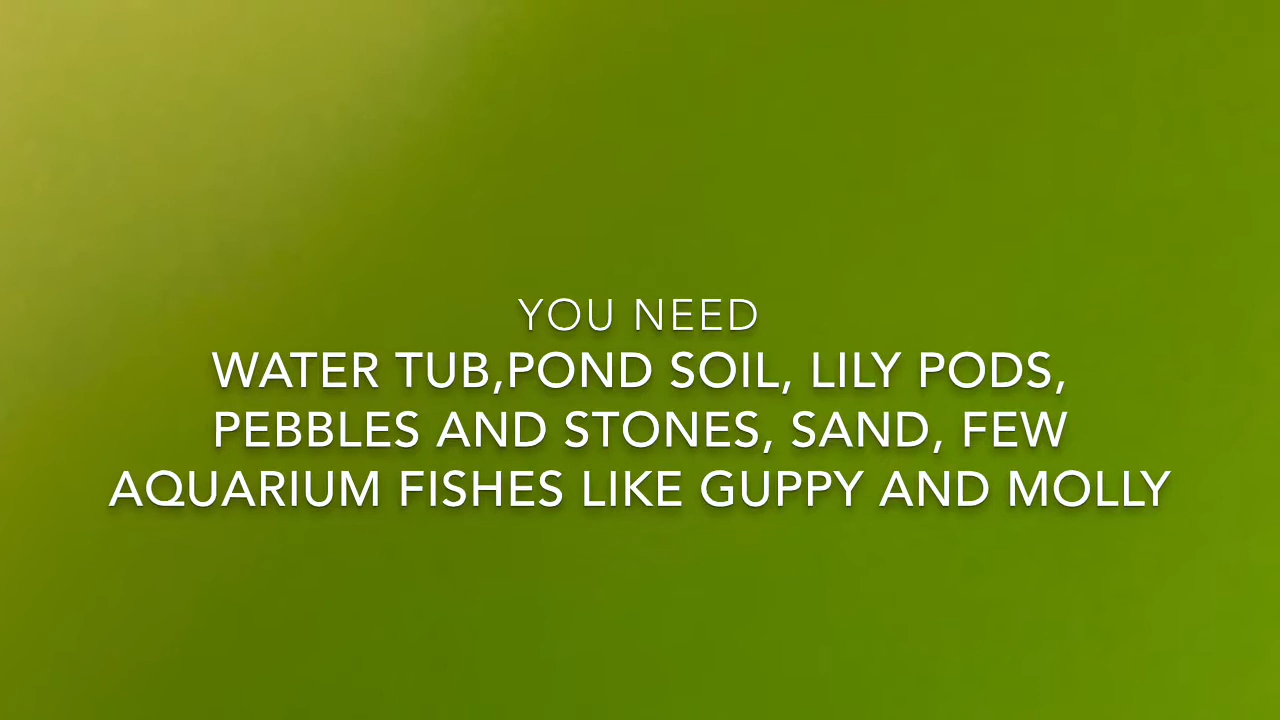 YOU NEED
WATER TUB,POND SOIL, LILY PODS,
PEBBLES AND STONES, SAND, FEW
AQUARIUM FISHES LIKE GUPPY AND MOLLY